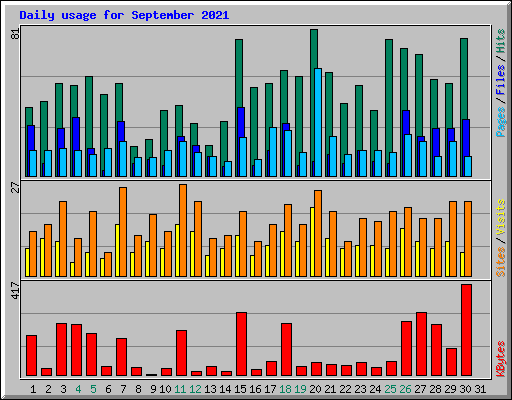 Daily usage for September 2021
81
Pages / Files / Hits
27
Sites / Visits
417
KBytes
1 2 3 4 5 6 7 8 9 10 11 12 13 14 15 16 17 18 19 20 21 22 23 24 25 26 27 28 29 30 31